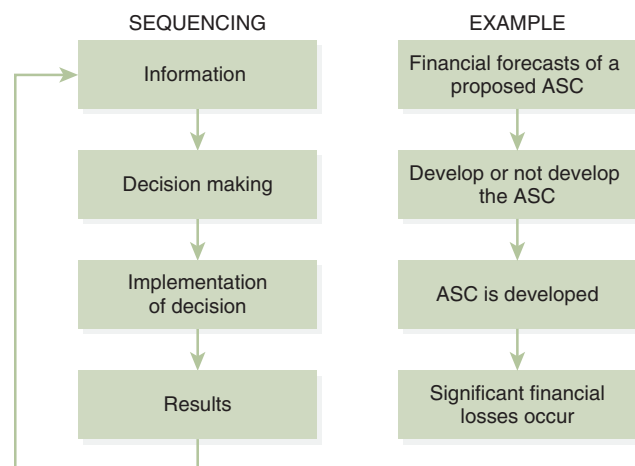 SEQUENCING
Information
Decision making
Implementation
of decision
Results
EXAMPLE
Financial forecasts of a
proposed ASC
Develop or not develop
the ASC
ASC is developed
Significant financial
losses occur